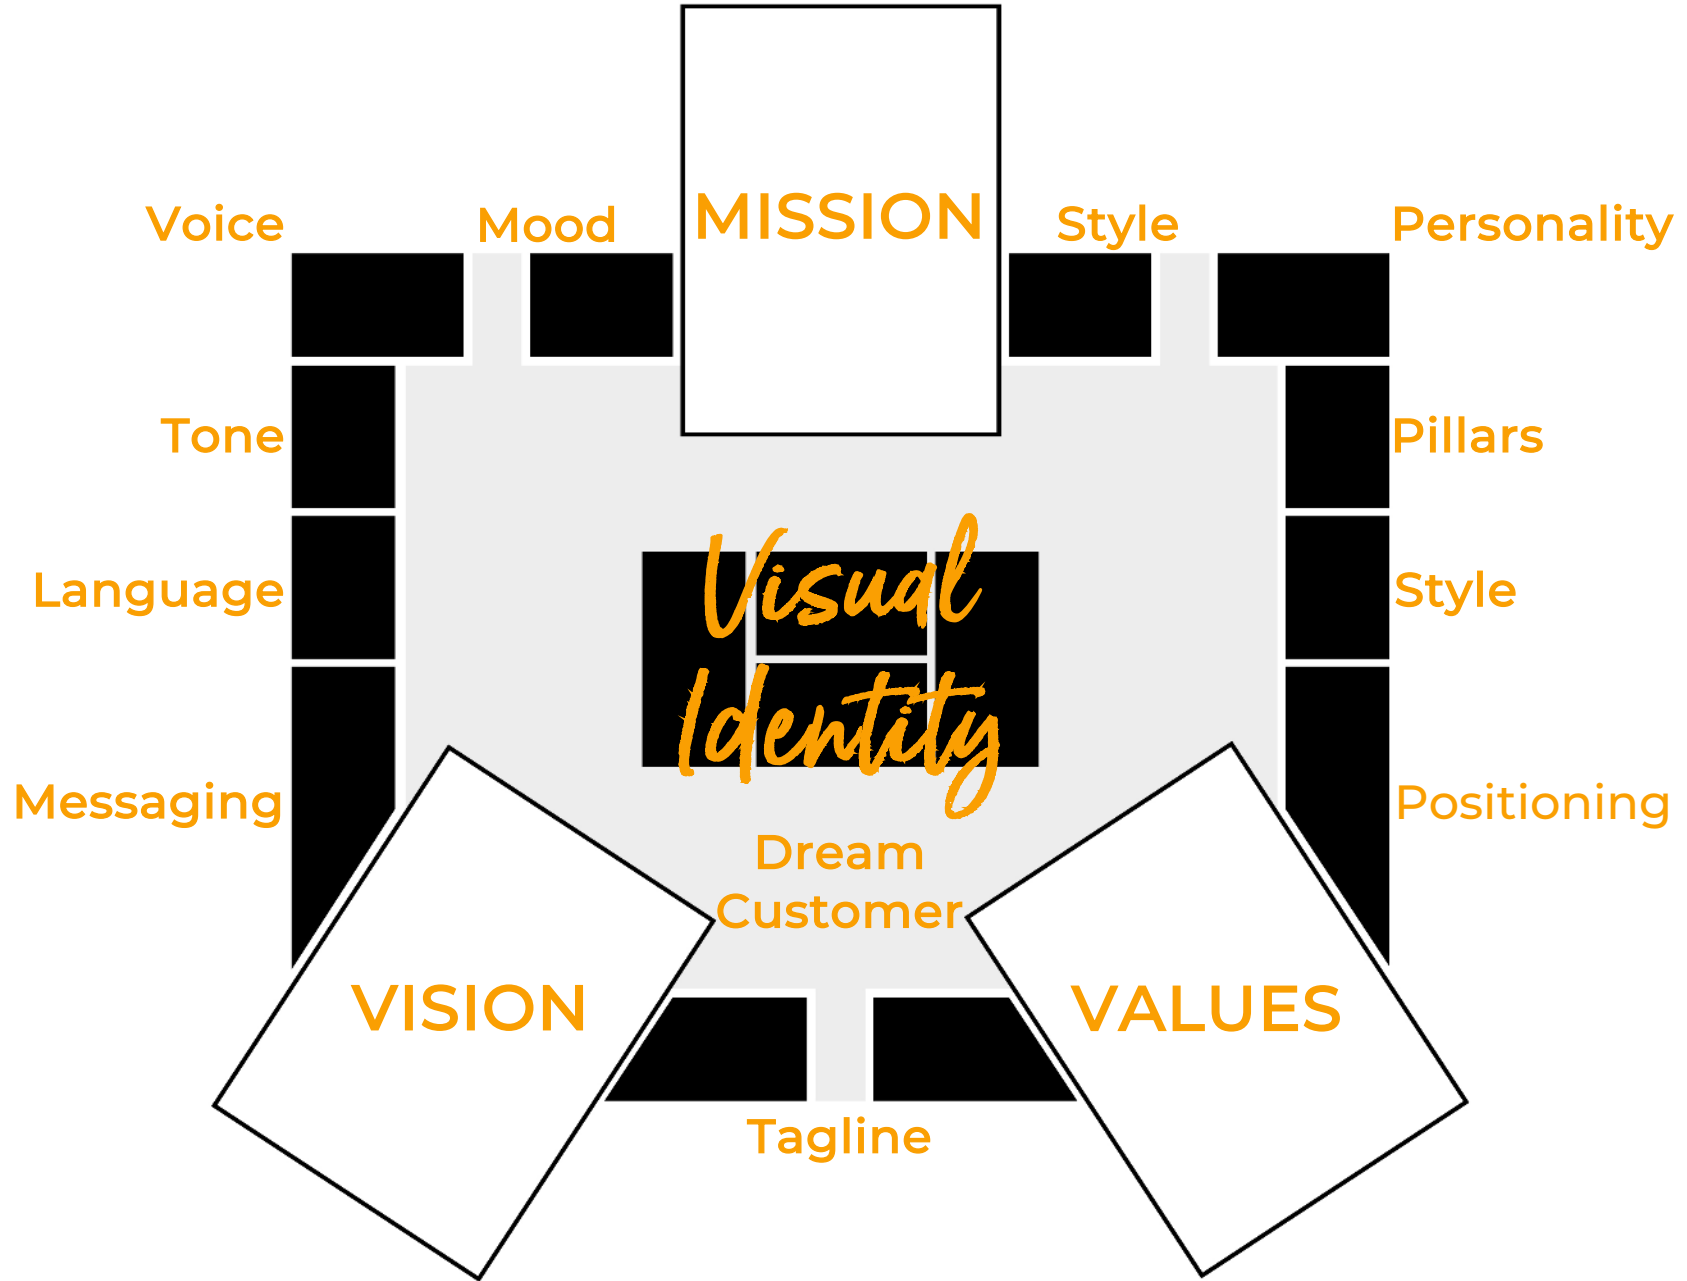 MISSION
Voice
Mood
Style
Personality
Tone
Pillars
Language
Style
Visual
Identity
Messaging
Positioning
Dream
Customer
VISION
VALUES
Tagline